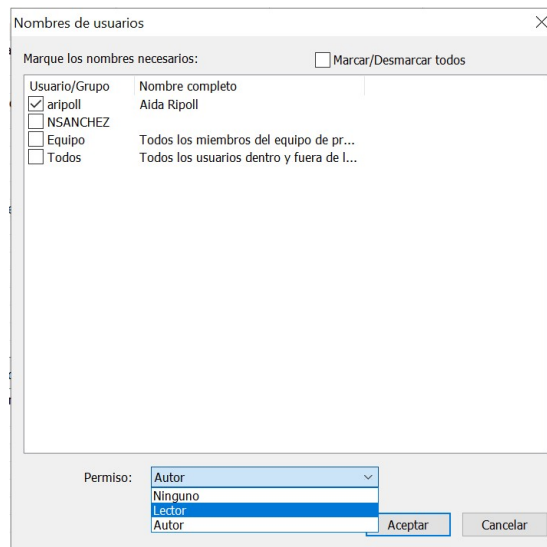 Nombres de usuarios
Marque los nombres necesarios: Marcar/Desmarcar todos
Usuario/Grupo Nombre completo
aripoll Aida Ripoll
NSANCHEZ
Equipo Todos los miembros del equipo de pr...
Todos Todos los usuarios dentro y fuera de l...
Permiso: Autor
Ninguno
Lector
Autor
Aceptar Cancelar